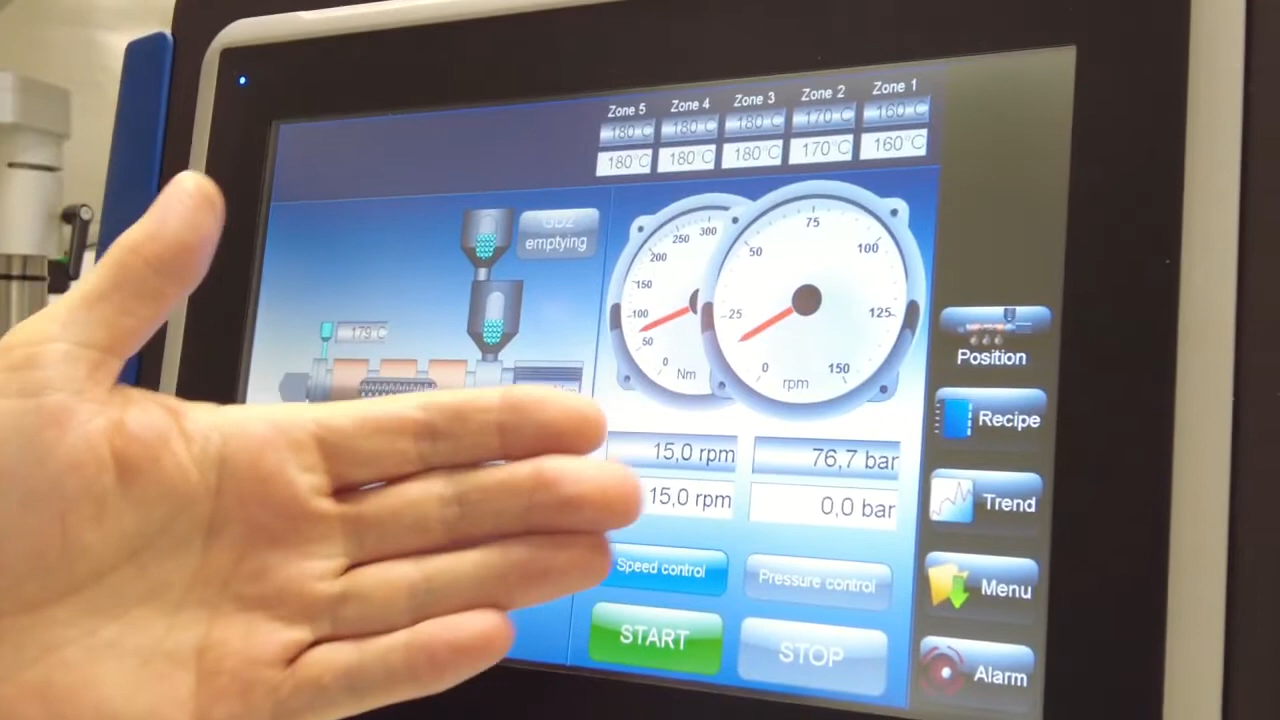 Zone 5 Zone 4 Zone 3 Zone 2 Zone 1
180°C 180°C 180°C 170°C 160°C
180°C 180°C 180°C 170°C 160°C
GD2
emptying
179°C
0 50 100 150 200 250 300
Nm
0 25 50 75 100 125 150
rpm
15,0 rpm 76,7 bar
15,0 rpm 0,0 bar
Speed control Pressure control
START STOP
Position
Recipe
Trend
Menu
Alarm